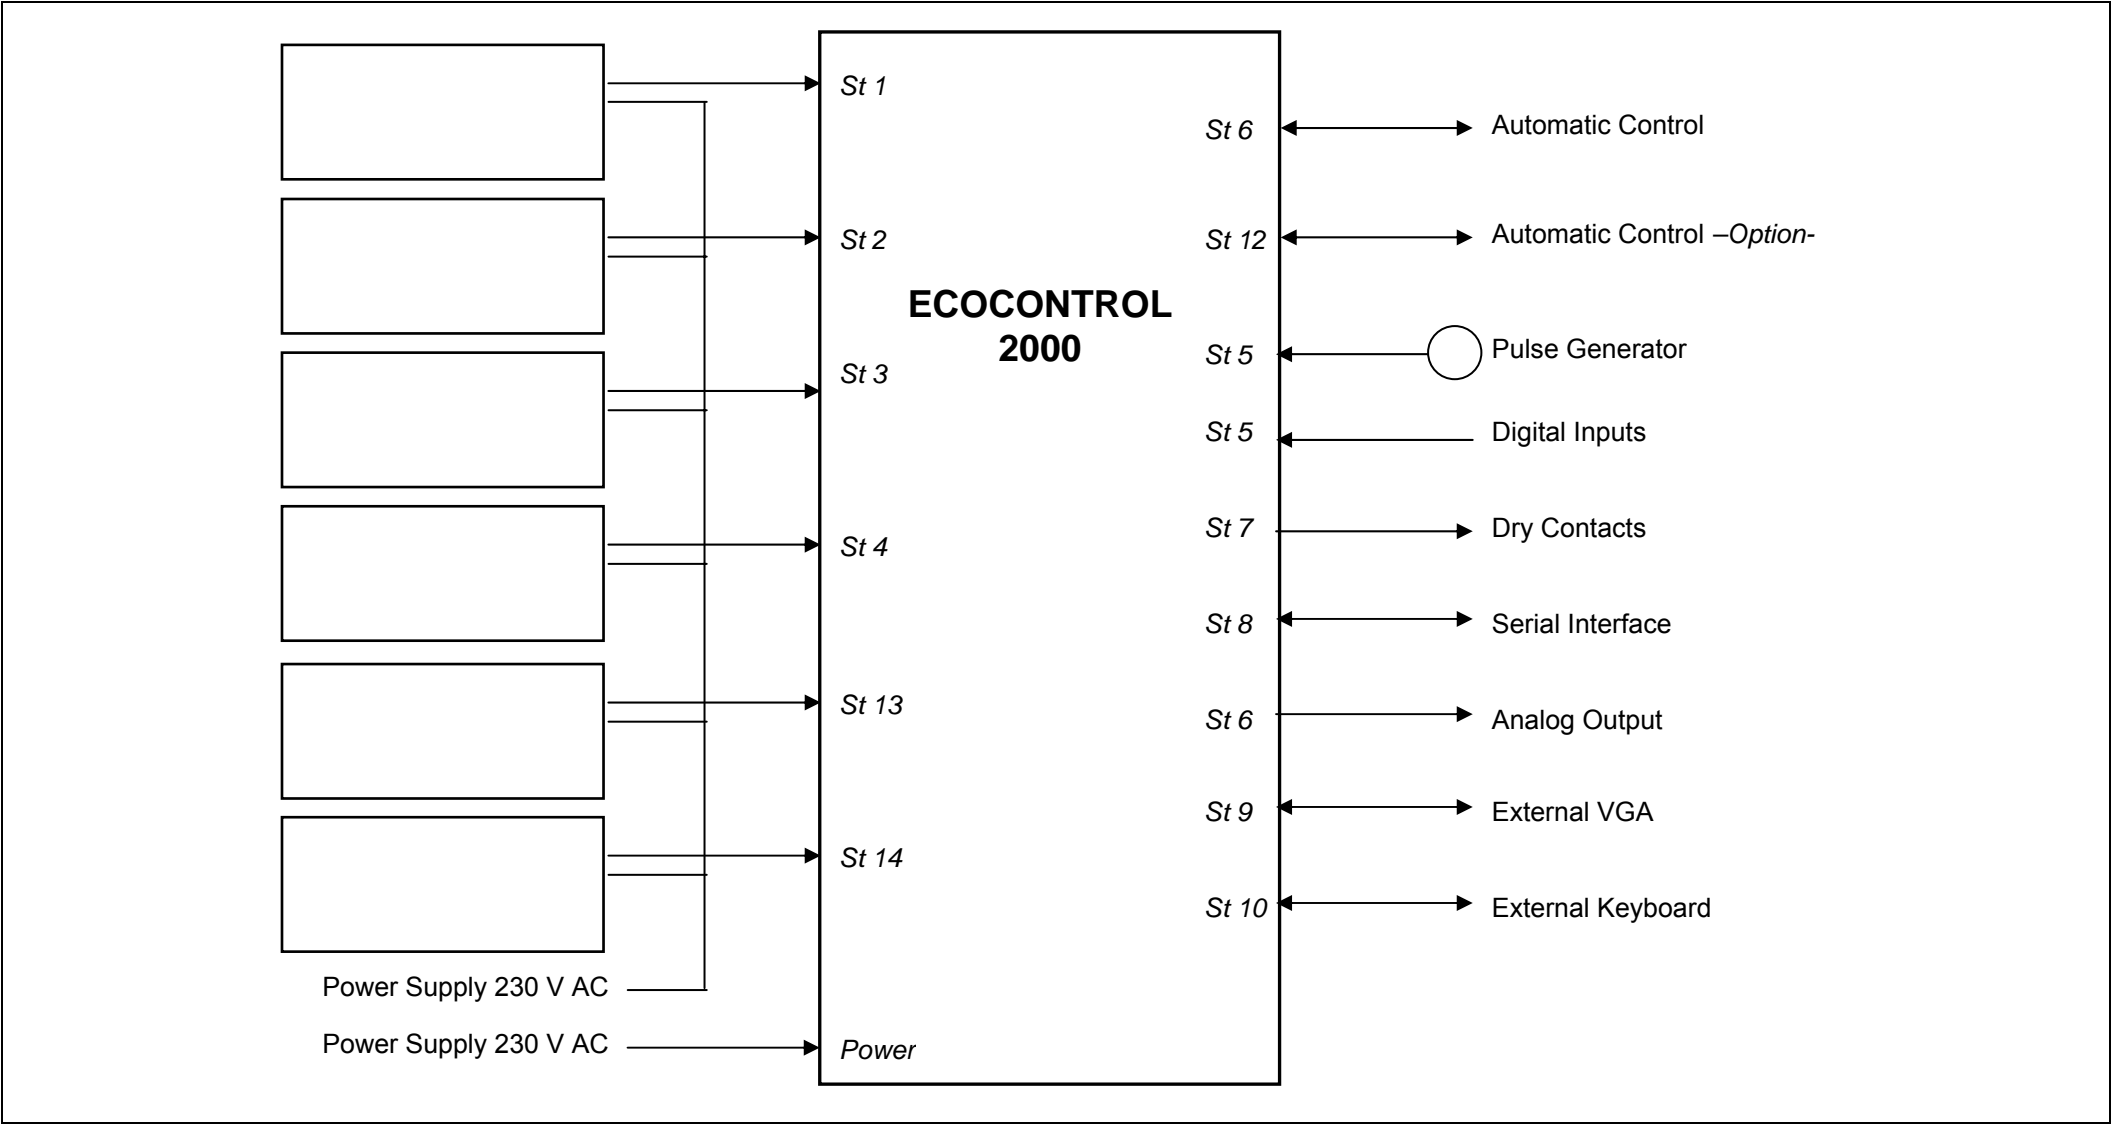 St 1
St 6
Automatic Control
St 2
St 12
Automatic Control –Option-
ECOCONTROL
2000
St 3
St 5
Pulse Generator
St 5
Digital Inputs
St 4
St 7
Dry Contacts
St 8
Serial Interface
St 13
St 6
Analog Output
St 9
External VGA
St 14
St 10
External Keyboard
Power Supply 230 V AC
Power Supply 230 V AC
Power